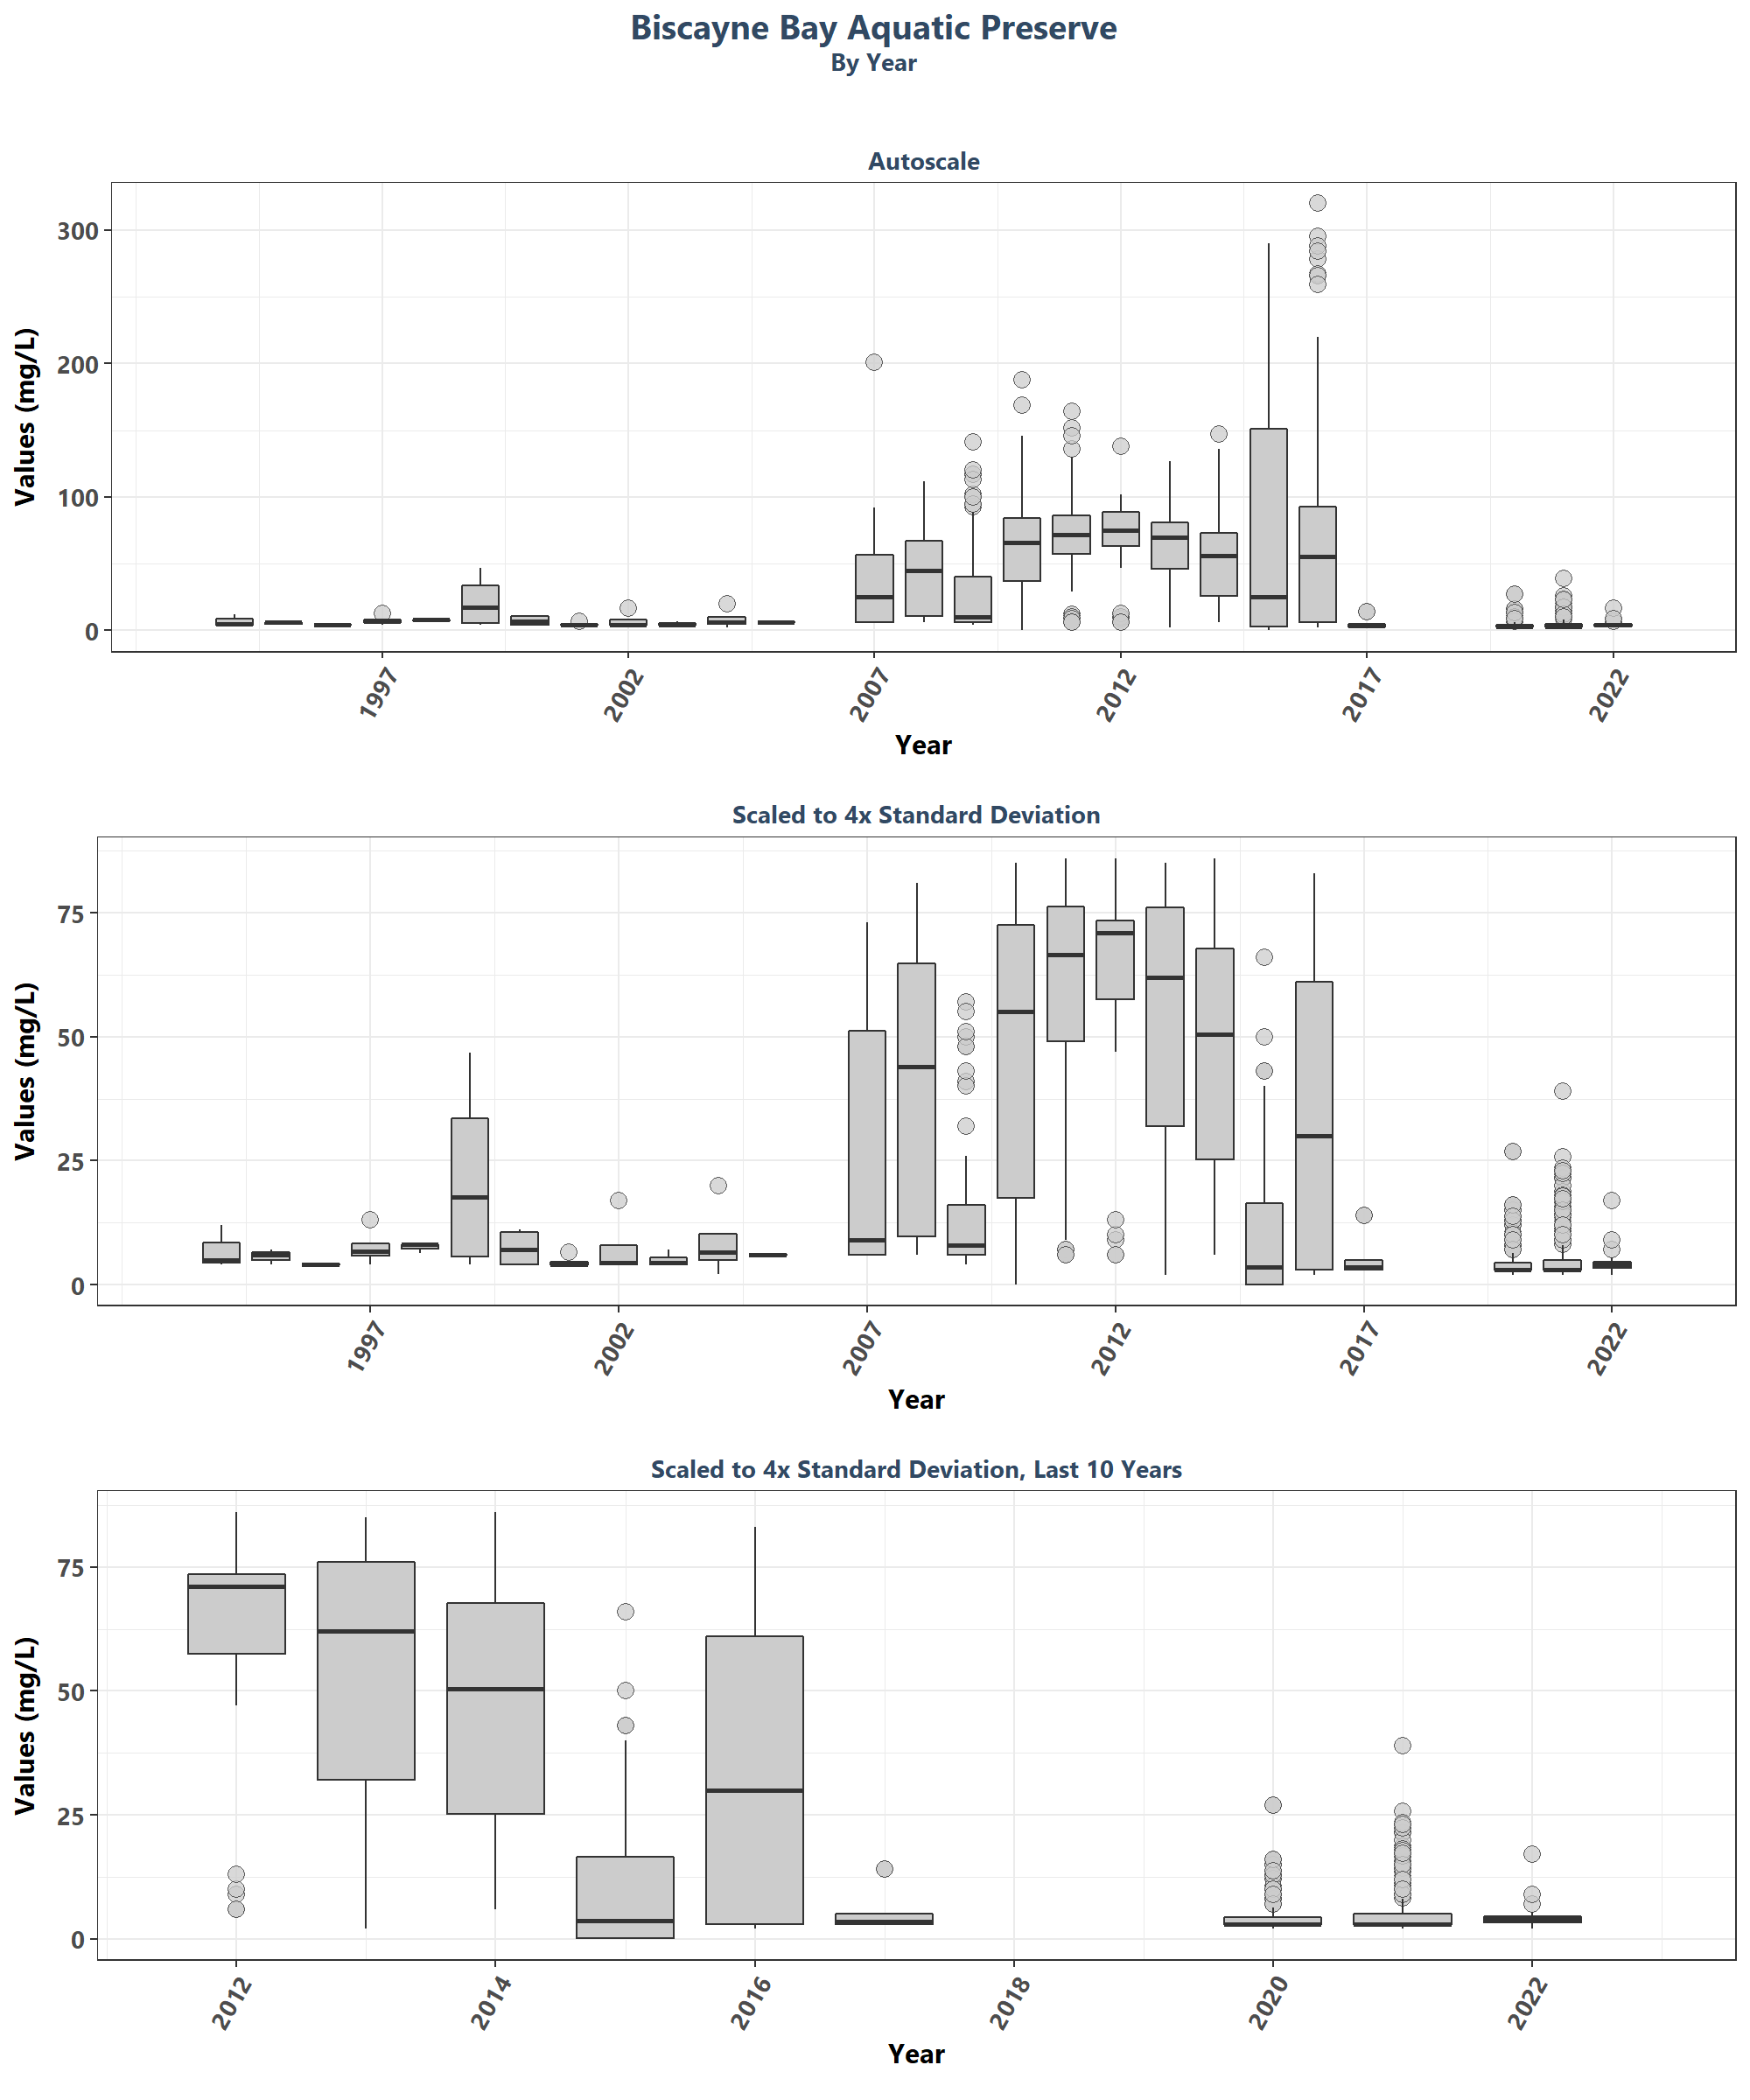 Biscayne Bay Aquatic Preserve
By Year
Autoscale
Values (mg/L)
300
200
100
0
1997
2002
2007
2012
2017
2022
Year
Scaled to 4x Standard Deviation
Values (mg/L)
75
50
25
0
1997
2002
2007
2012
2017
2022
Year
Scaled to 4x Standard Deviation, Last 10 Years
Values (mg/L)
75
50
25
0
2012
2014
2016
2018
2020
2022
Year